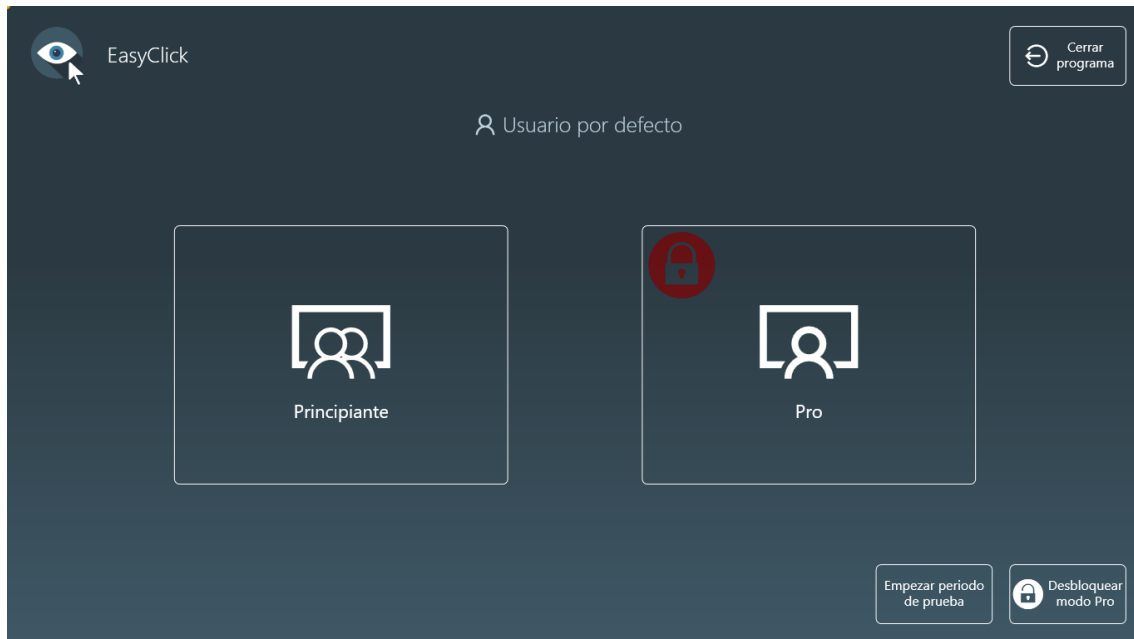 EasyClick
Cerrar
programa
Usuario por defecto
Principiante
Pro
Empezar periodo
de prueba
Desbloquear
modo Pro